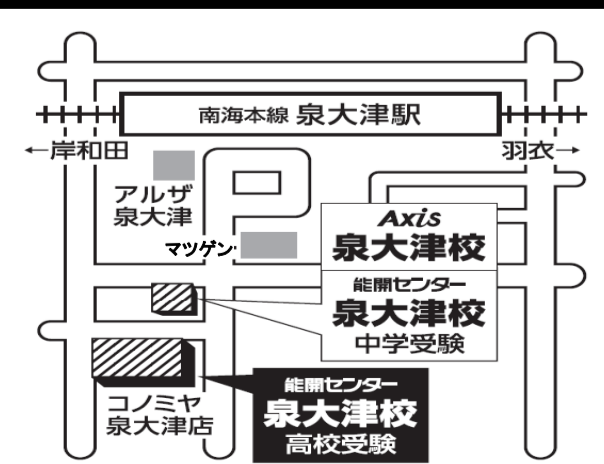 南海本線 泉大津駅
←岸和田
羽衣→
アルザ
泉大津
マツゲン
Axis
泉大津校
能開センター
泉大津校
中学受験
コノミヤ
泉大津店
能開センター
泉大津校
高校受験